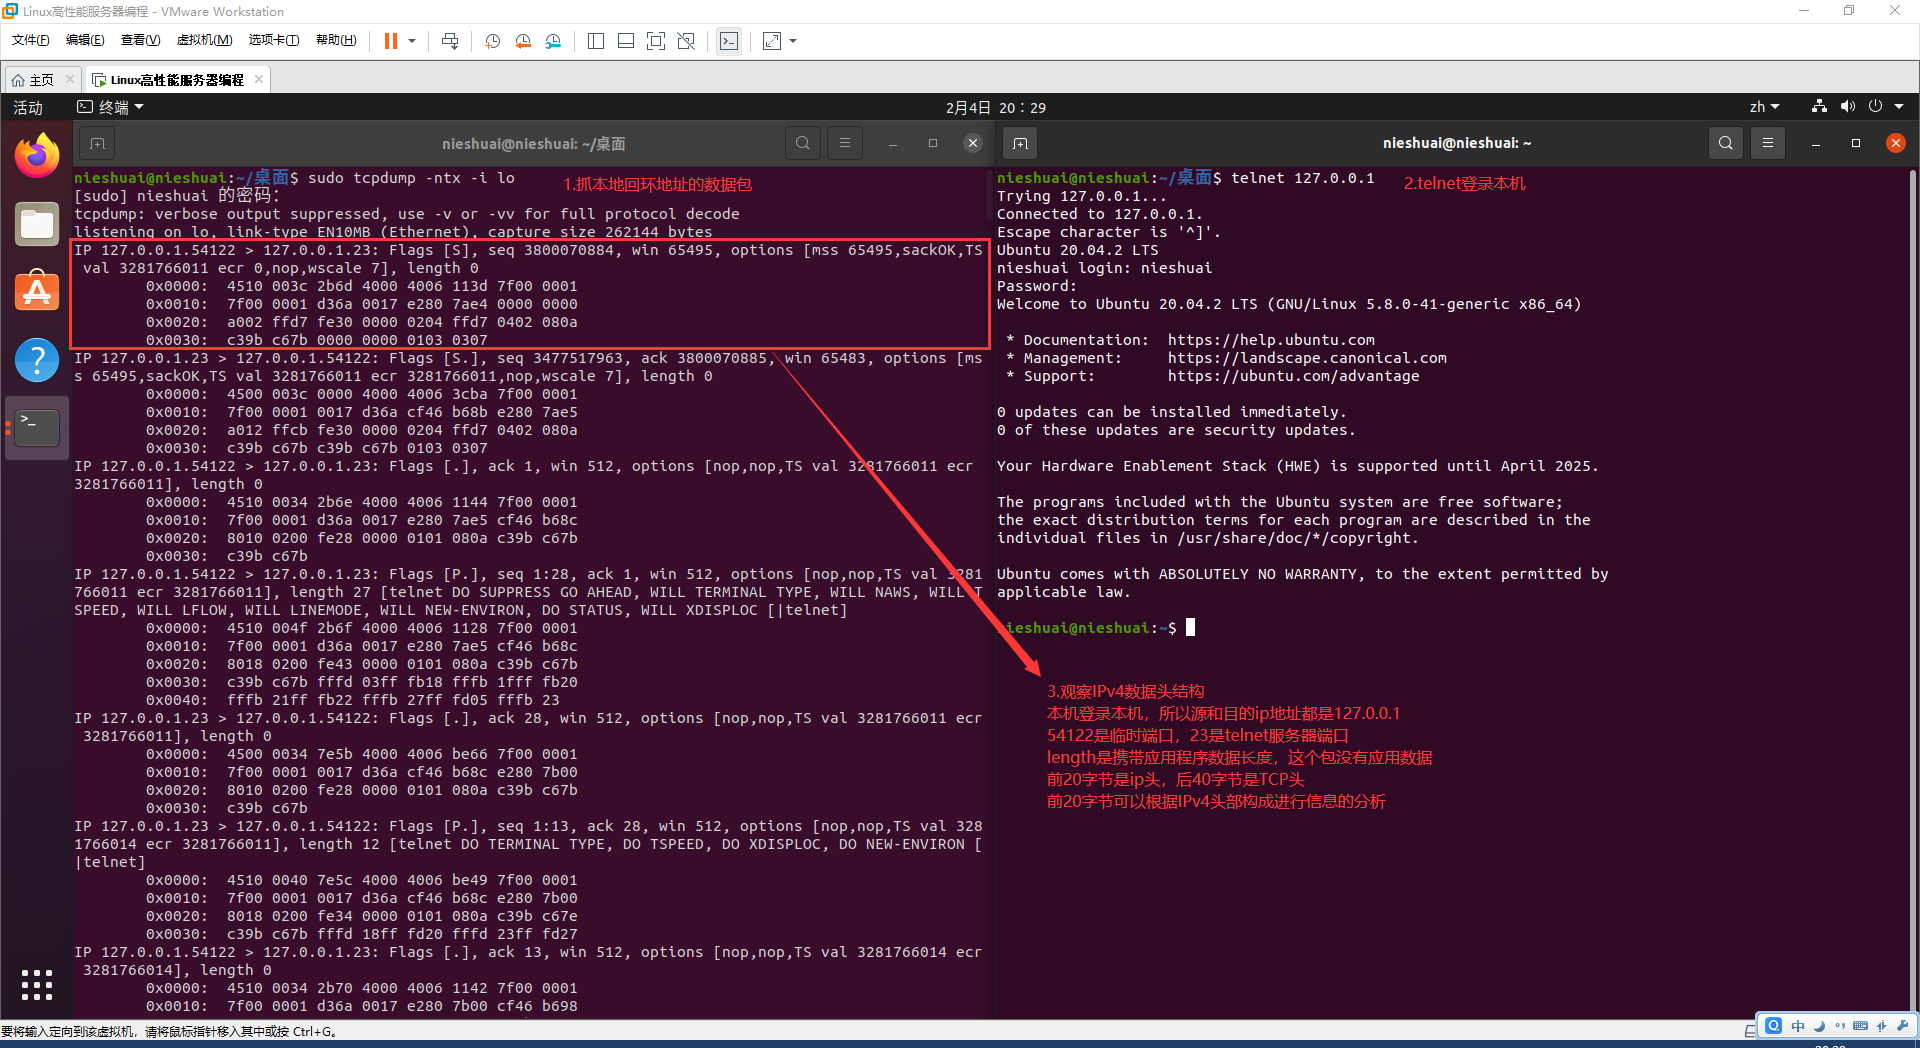 Linux高性能服务器编程 - VMware Workstation
文件(F) 编辑(E) 查看(V) 虚拟机(M) 选项卡(T) 帮助(H)
主页 Linux高性能服务器编程
活动 终端 2月4日 20：29 zh
nieshuai@nieshuai: ~/桌面
nieshuai@nieshuai:~/桌面$ sudo tcpdump -ntx -i lo 1.抓本地回环地址的数据包
[sudo] nieshuai 的密码：
tcpdump: verbose output suppressed, use -v or -vv for full protocol decode
listening on lo, link-type EN10MB (Ethernet), capture size 262144 bytes
IP 127.0.0.1.54122 > 127.0.0.1.23: Flags [S], seq 3800070884, win 65495, options [mss 65495,sackOK,TS
val 3281766011 ecr 0,nop,wscale 7], length 0
0x0000:  4510 003c 2b6d 4000 4006 113d 7f00 0001
0x0010:  7f00 0001 d36a 0017 e280 7ae4 0000 0000
0x0020:  a002 ffd7 fe30 0000 0204 ffd7 0402 080a
0x0030:  c39b c67b 0000 0000 0103 0307
IP 127.0.0.1.23 > 127.0.0.1.54122: Flags [S.], seq 3477517963, ack 3800070885, win 65483, options [ms
s 65495,sackOK,TS val 3281766011 ecr 3281766011,nop,wscale 7], length 0
0x0000:  4500 003c 0000 4000 4006 3cba 7f00 0001
0x0010:  7f00 0001 0017 d36a cf46 b68b e280 7ae5
0x0020:  a012 ffcb fe30 0000 0204 ffd7 0402 080a
0x0030:  c39b c67b c39b c67b 0103 0307
IP 127.0.0.1.54122 > 127.0.0.1.23: Flags [.], ack 1, win 512, options [nop,nop,TS val 3281766011 ecr
3281766011], length 0
0x0000:  4510 0034 2b6e 4000 4006 1144 7f00 0001
0x0010:  7f00 0001 d36a 0017 e280 7ae5 cf46 b68c
0x0020:  8010 0200 fe28 0000 0101 080a c39b c67b
0x0030:  c39b c67b
IP 127.0.0.1.54122 > 127.0.0.1.23: Flags [P.], seq 1:28, ack 1, win 512, options [nop,nop,TS val 3281
766011 ecr 3281766011], length 27 [telnet DO SUPPRESS GO AHEAD, WILL TERMINAL TYPE, WILL NAWS, WILL T
SPEED, WILL LFLOW, WILL LINEMODE, WILL NEW-ENVIRON, DO STATUS, WILL XDISPLOC [|telnet]
0x0000:  4510 004f 2b6f 4000 4006 1128 7f00 0001
0x0010:  7f00 0001 d36a 0017 e280 7ae5 cf46 b68c
0x0020:  8018 0200 fe43 0000 0101 080a c39b c67b
0x0030:  c39b c67b fffd 03ff fb18 fffb 1fff fb20
0x0040:  fffb 21ff fb22 fffb 27ff fd05 fffb 23
IP 127.0.0.1.23 > 127.0.0.1.54122: Flags [.], ack 28, win 512, options [nop,nop,TS val 3281766011 ecr
3281766011], length 0
0x0000:  4500 0034 7e5b 4000 4006 be66 7f00 0001
0x0010:  7f00 0001 0017 d36a cf46 b68c e280 7b00
0x0020:  8010 0200 fe28 0000 0101 080a c39b c67b
0x0030:  c39b c67b
IP 127.0.0.1.23 > 127.0.0.1.54122: Flags [P.], seq 1:13, ack 28, win 512, options [nop,nop,TS val 328
1766014 ecr 3281766011], length 12 [telnet DO TERMINAL TYPE, DO TSPEED, DO XDISPLOC, DO NEW-ENVIRON [
|telnet]
0x0000:  4510 0040 7e5c 4000 4006 be49 7f00 0001
0x0010:  7f00 0001 0017 d36a cf46 b68c e280 7b00
0x0020:  8018 0200 fe34 0000 0101 080a c39b c67e
0x0030:  c39b c67b fffd 18ff fd20 fffd 23ff fd27
IP 127.0.0.1.54122 > 127.0.0.1.23: Flags [.], ack 13, win 512, options [nop,nop,TS val 3281766014 ecr
3281766014], length 0
0x0000:  4510 0034 2b70 4000 4006 1142 7f00 0001
0x0010:  7f00 0001 d36a 0017 e280 7b00 cf46 b698
nieshuai@nieshuai: ~
nieshuai@nieshuai:~/桌面$ telnet 127.0.0.1 2.telnet登录本机
Trying 127.0.0.1...
Connected to 127.0.0.1.
Escape character is '^]'.
Ubuntu 20.04.2 LTS
nieshuai login: nieshuai
Password:
Welcome to Ubuntu 20.04.2 LTS (GNU/Linux 5.8.0-41-generic x86_64)
* Documentation:  https://help.ubuntu.com
* Management:     https://landscape.canonical.com
* Support:        https://ubuntu.com/advantage
0 updates can be installed immediately.
0 of these updates are security updates.
Your Hardware Enablement Stack (HWE) is supported until April 2025.
The programs included with the Ubuntu system are free software;
the exact distribution terms for each program are described in the
individual files in /usr/share/doc/*/copyright.
Ubuntu comes with ABSOLUTELY NO WARRANTY, to the extent permitted by
applicable law.
nieshuai@nieshuai:~$
3.观察IPv4数据头结构
本机登录本机，所以源和目的ip地址都是127.0.0.1
54122是临时端口，23是telnet服务器端口
length是携带应用程序数据长度，这个包没有应用数据
前20字节是ip头，后40字节是TCP头
前20字节可以根据IPv4头部构成进行信息的分析
要将输入定向到该虚拟机，请将鼠标指针移入其中或按 Ctrl+G。
中